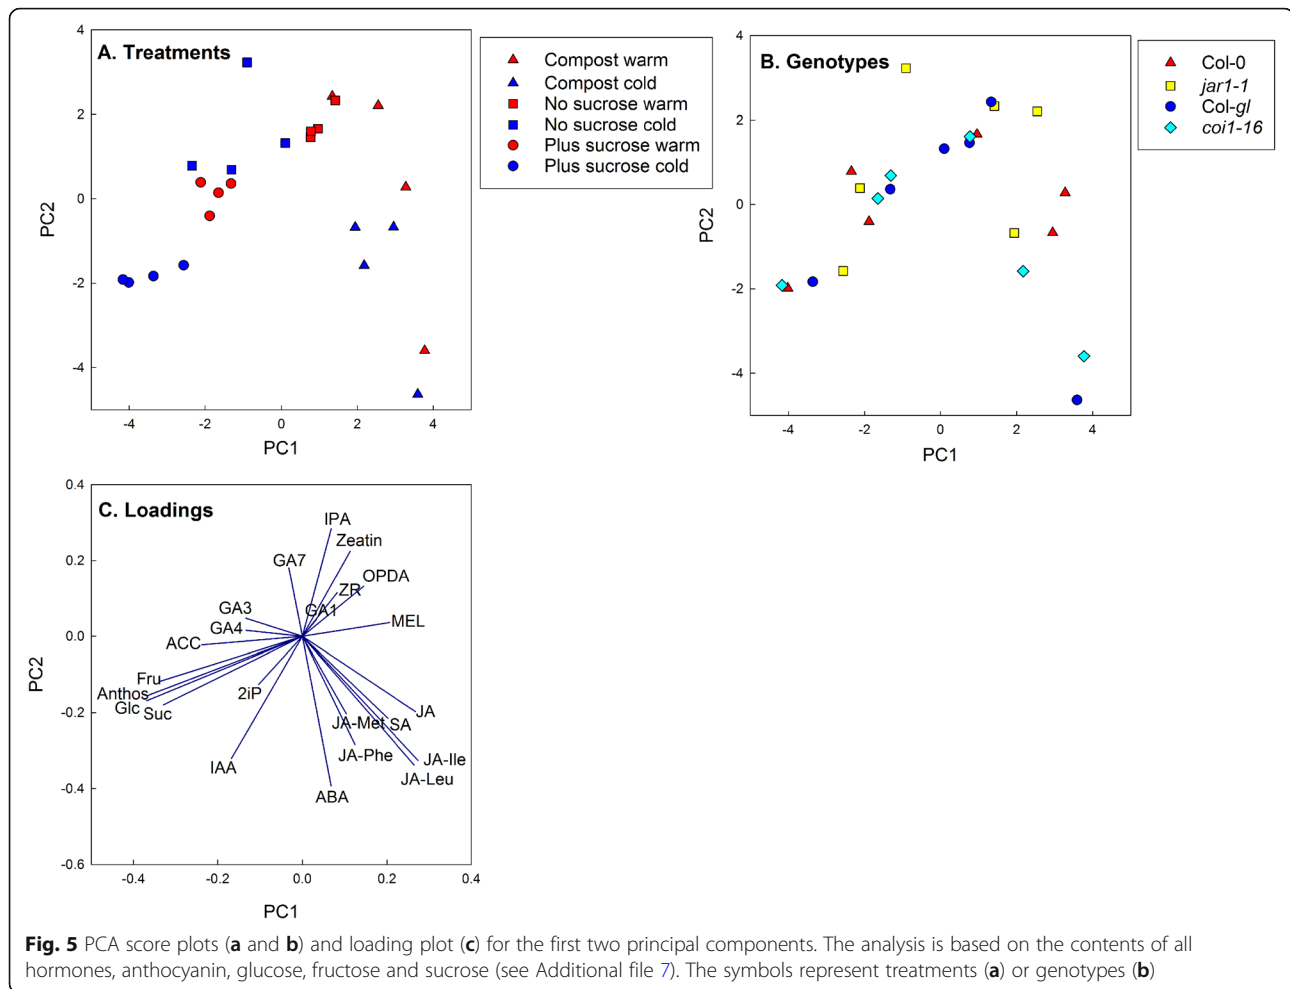 A. Treatments
4
2
0
-2
-4
PC2
-4
-2
0
2
4
PC1
Compost warm
Compost cold
No sucrose warm
No sucrose cold
Plus sucrose warm
Plus sucrose cold
B. Genotypes
4
2
0
-2
-4
PC2
-4
-2
0
2
4
PC1
Col-0
jar1-1
Col-gl
coi1-16
C. Loadings
0.4
0.2
0.0
-0.2
-0.4
-0.6
PC2
IPA
Zeatin
GA7
OPDA
ZR
GA3
GA1
GA4
MEL
ACC
Fru
Anthos
2iP
Glc
Suc
JA
JA-Met
SA
JA-Phe
JA-Ile
IAA
JA-Leu
ABA
-0.4
-0.2
0.0
0.2
0.4
PC1
Fig. 5 PCA score plots (a and b) and loading plot (c) for the first two principal components. The analysis is based on the contents of all
hormones, anthocyanin, glucose, fructose and sucrose (see Additional file 7). The symbols represent treatments (a) or genotypes (b)